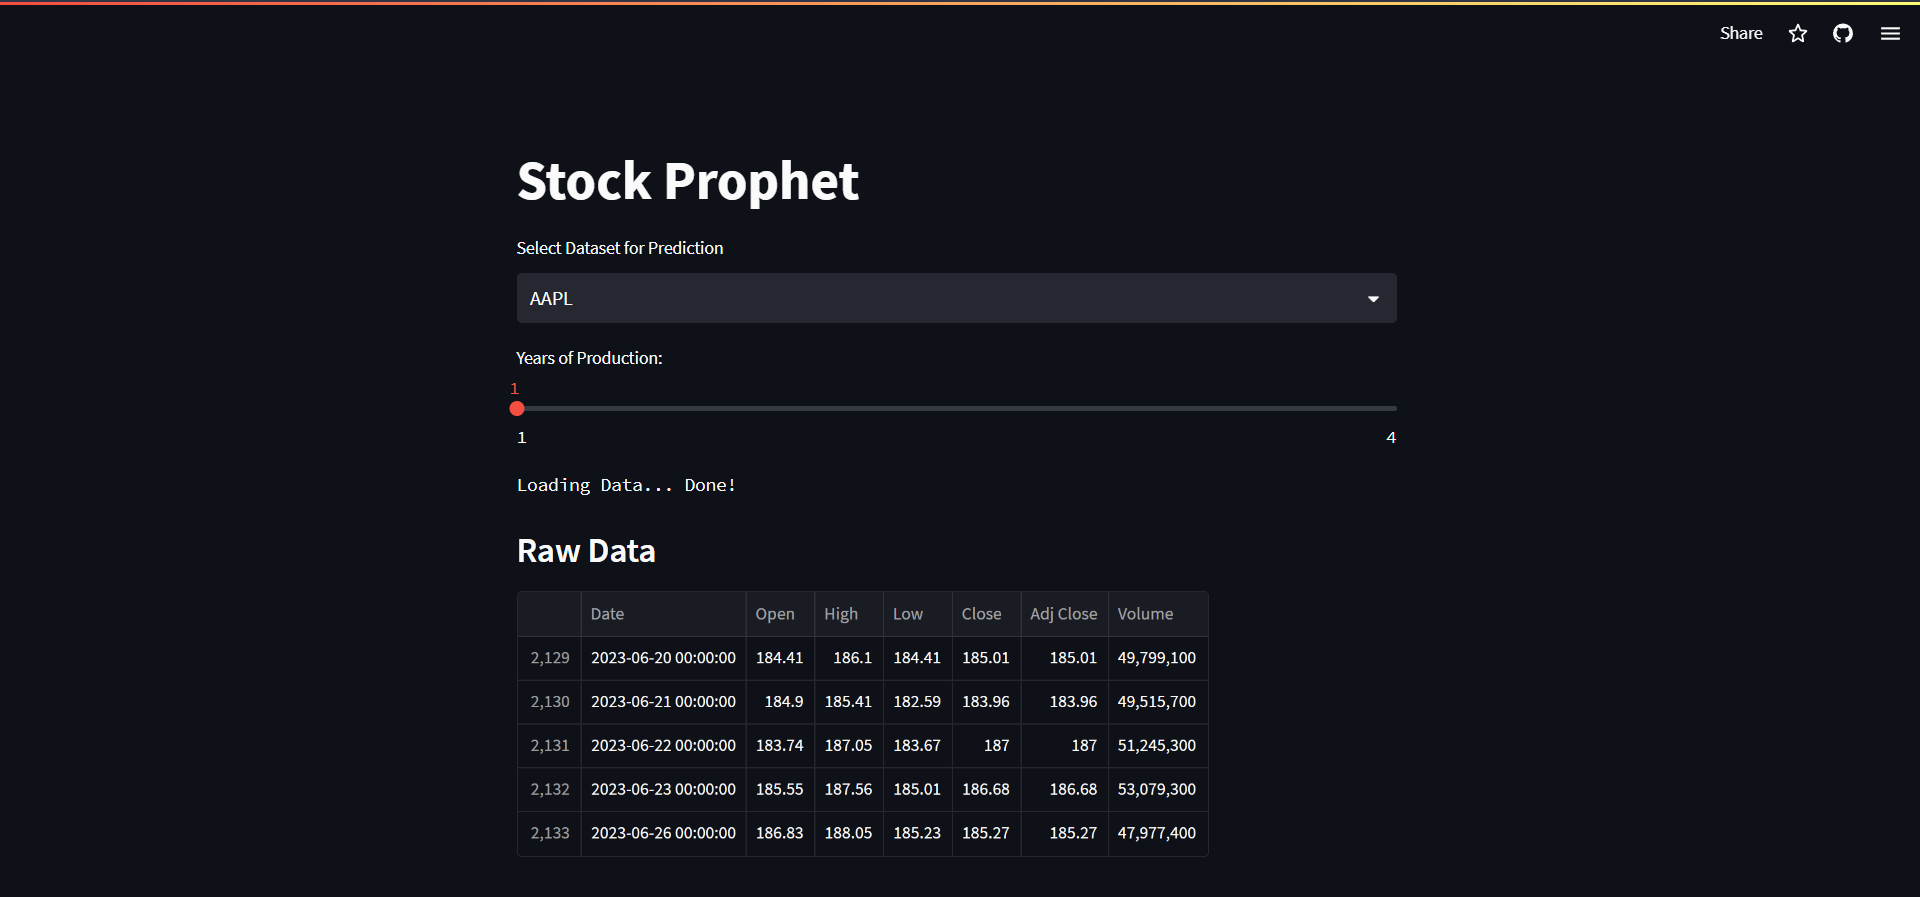 Share
Stock Prophet
Select Dataset for Prediction
AAPL
Years of Production:
1
1 4
Loading Data... Done!
Raw Data
Date Open High Low Close Adj Close Volume
2,129 2023-06-20 00:00:00 184.41 186.1 184.41 185.01 185.01 49,799,100
2,130 2023-06-21 00:00:00 184.9 185.41 182.59 183.96 183.96 49,515,700
2,131 2023-06-22 00:00:00 183.74 187.05 183.67 187 187 51,245,300
2,132 2023-06-23 00:00:00 185.55 187.56 185.01 186.68 186.68 53,079,300
2,133 2023-06-26 00:00:00 186.83 188.05 185.23 185.27 185.27 47,977,400